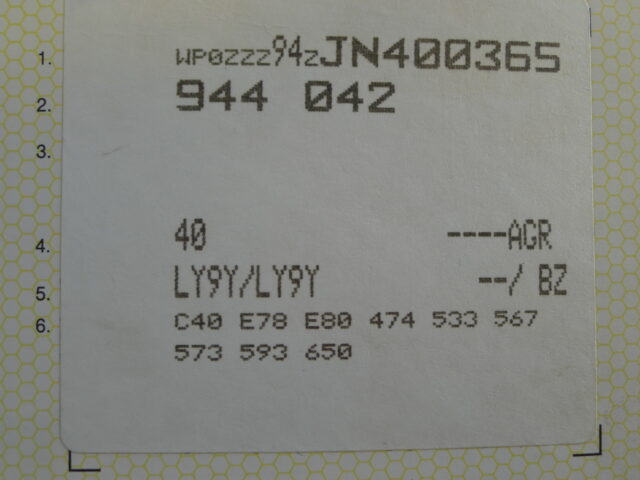 1. WP0ZZZ94ZJN400365
2. 944 042
3.
4. 40 ----AGR
5. LY9Y/LY9Y --/ BZ
6. C40 E78 E80 474 533 567
573 593 650